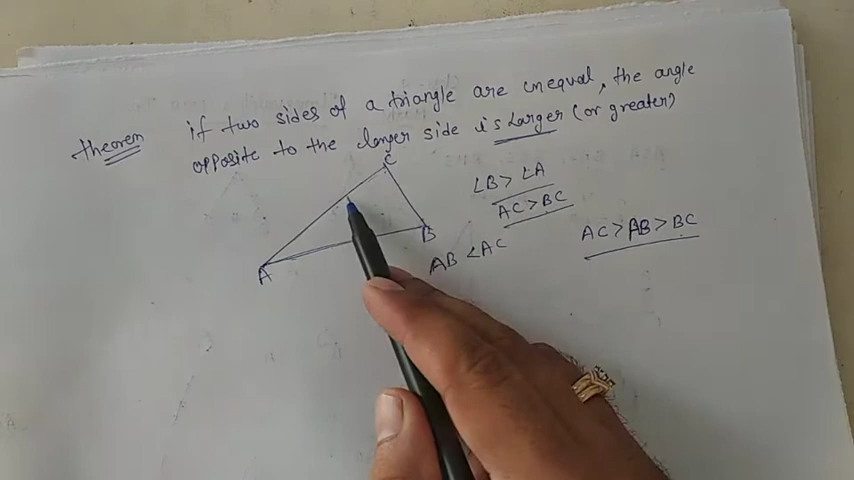 theorem if two sides of a triangle are unequal, the angle
opposite to the longer side is larger (or greater)
C
∠B > ∠A
AC > BC
B
AC > AB > BC
AB < AC
A